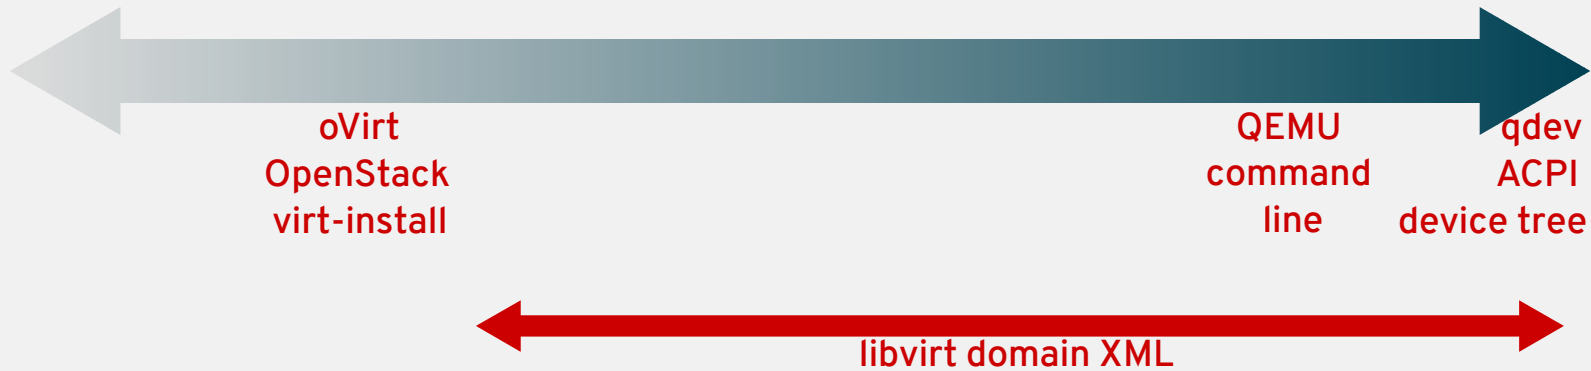 oVirt
OpenStack
virt-install
QEMU
command
line
qdev
ACPI
device tree
libvirt domain XML